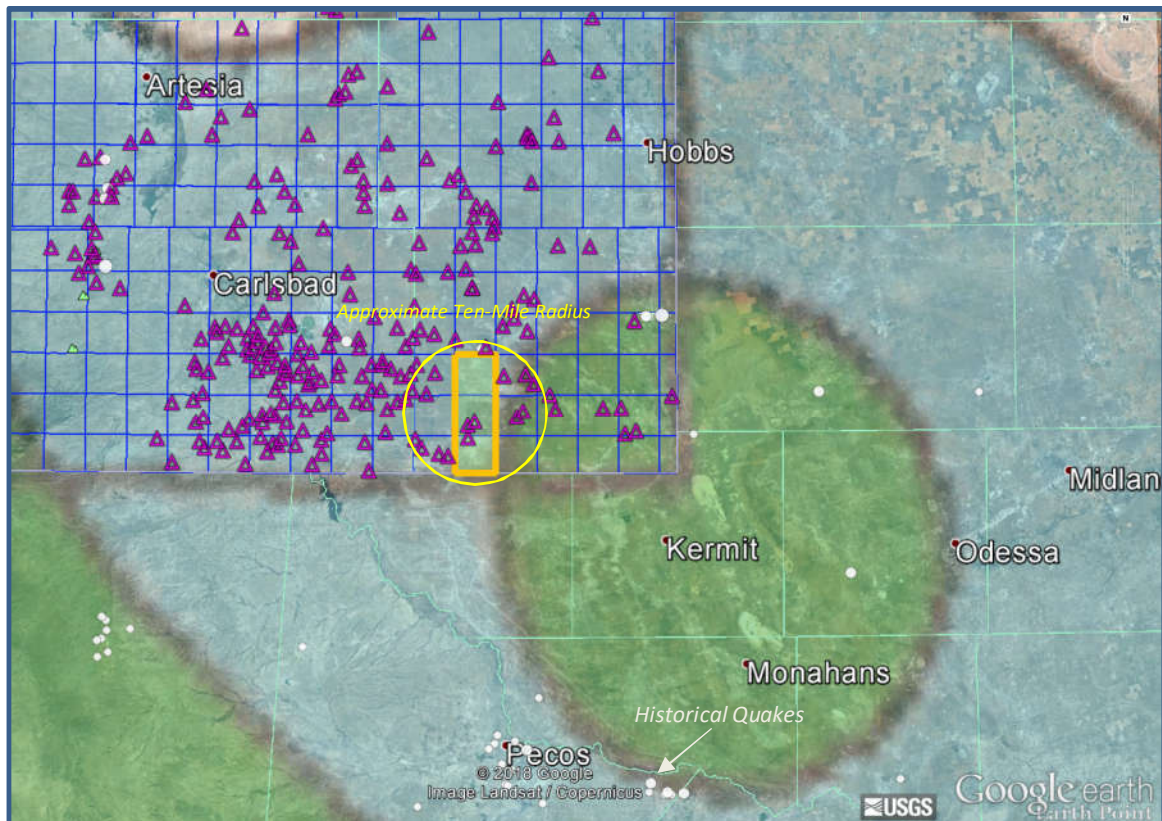 N
Artesia
Hobbs
Carlsbad
Approximate Ten-Mile Radius
Midlan
Kermit
Odessa
Monahans
Historical Quakes
Pecos
© 2018 Google
Image Landsat / Copernicus
USGS
Google earth
Earth Point